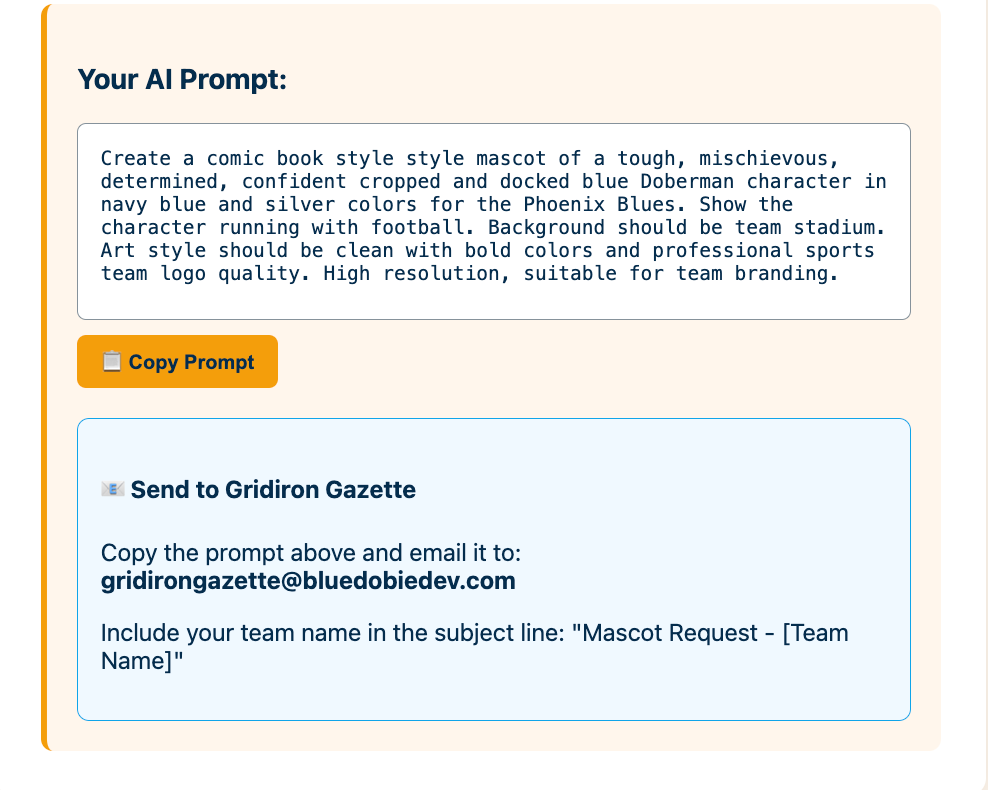 Your AI Prompt:
Create a comic book style style mascot of a tough, mischievous,
determined, confident cropped and docked blue Doberman character in
navy blue and silver colors for the Phoenix Blues. Show the
character running with football. Background should be team stadium.
Art style should be clean with bold colors and professional sports
team logo quality. High resolution, suitable for team branding.
📋 Copy Prompt
📧 Send to Gridiron Gazette
Copy the prompt above and email it to:
gridirongazette@bluedobiedev.com
Include your team name in the subject line: "Mascot Request - [Team
Name]"